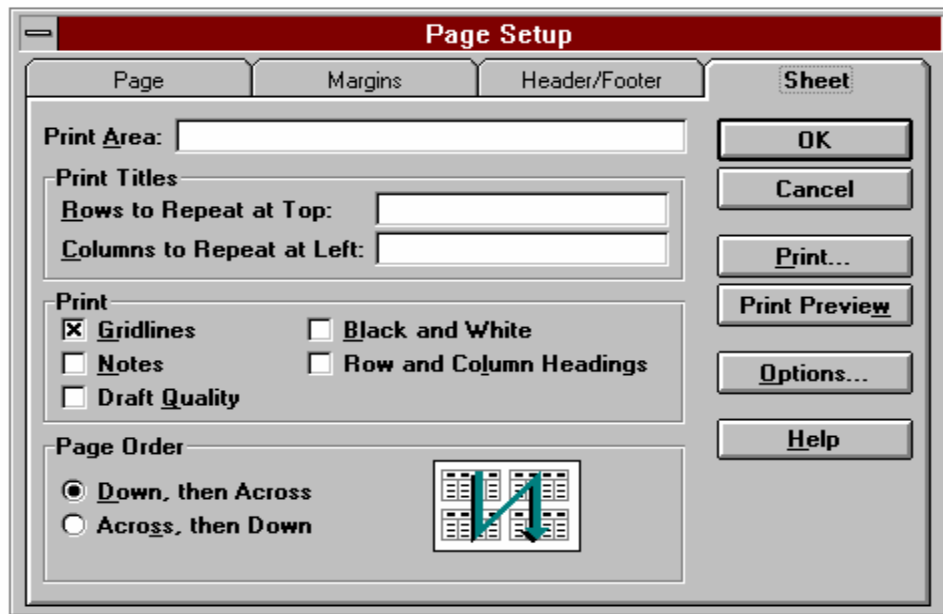 Page Setup
Page
Margins
Header/Footer
Sheet
Print Area:
Print Titles
Rows to Repeat at Top:
Columns to Repeat at Left:
Print
Gridlines
Black and White
Notes
Row and Column Headings
Draft Quality
Page Order
Down, then Across
Across, then Down
OK
Cancel
Print...
Print Preview
Options...
Help